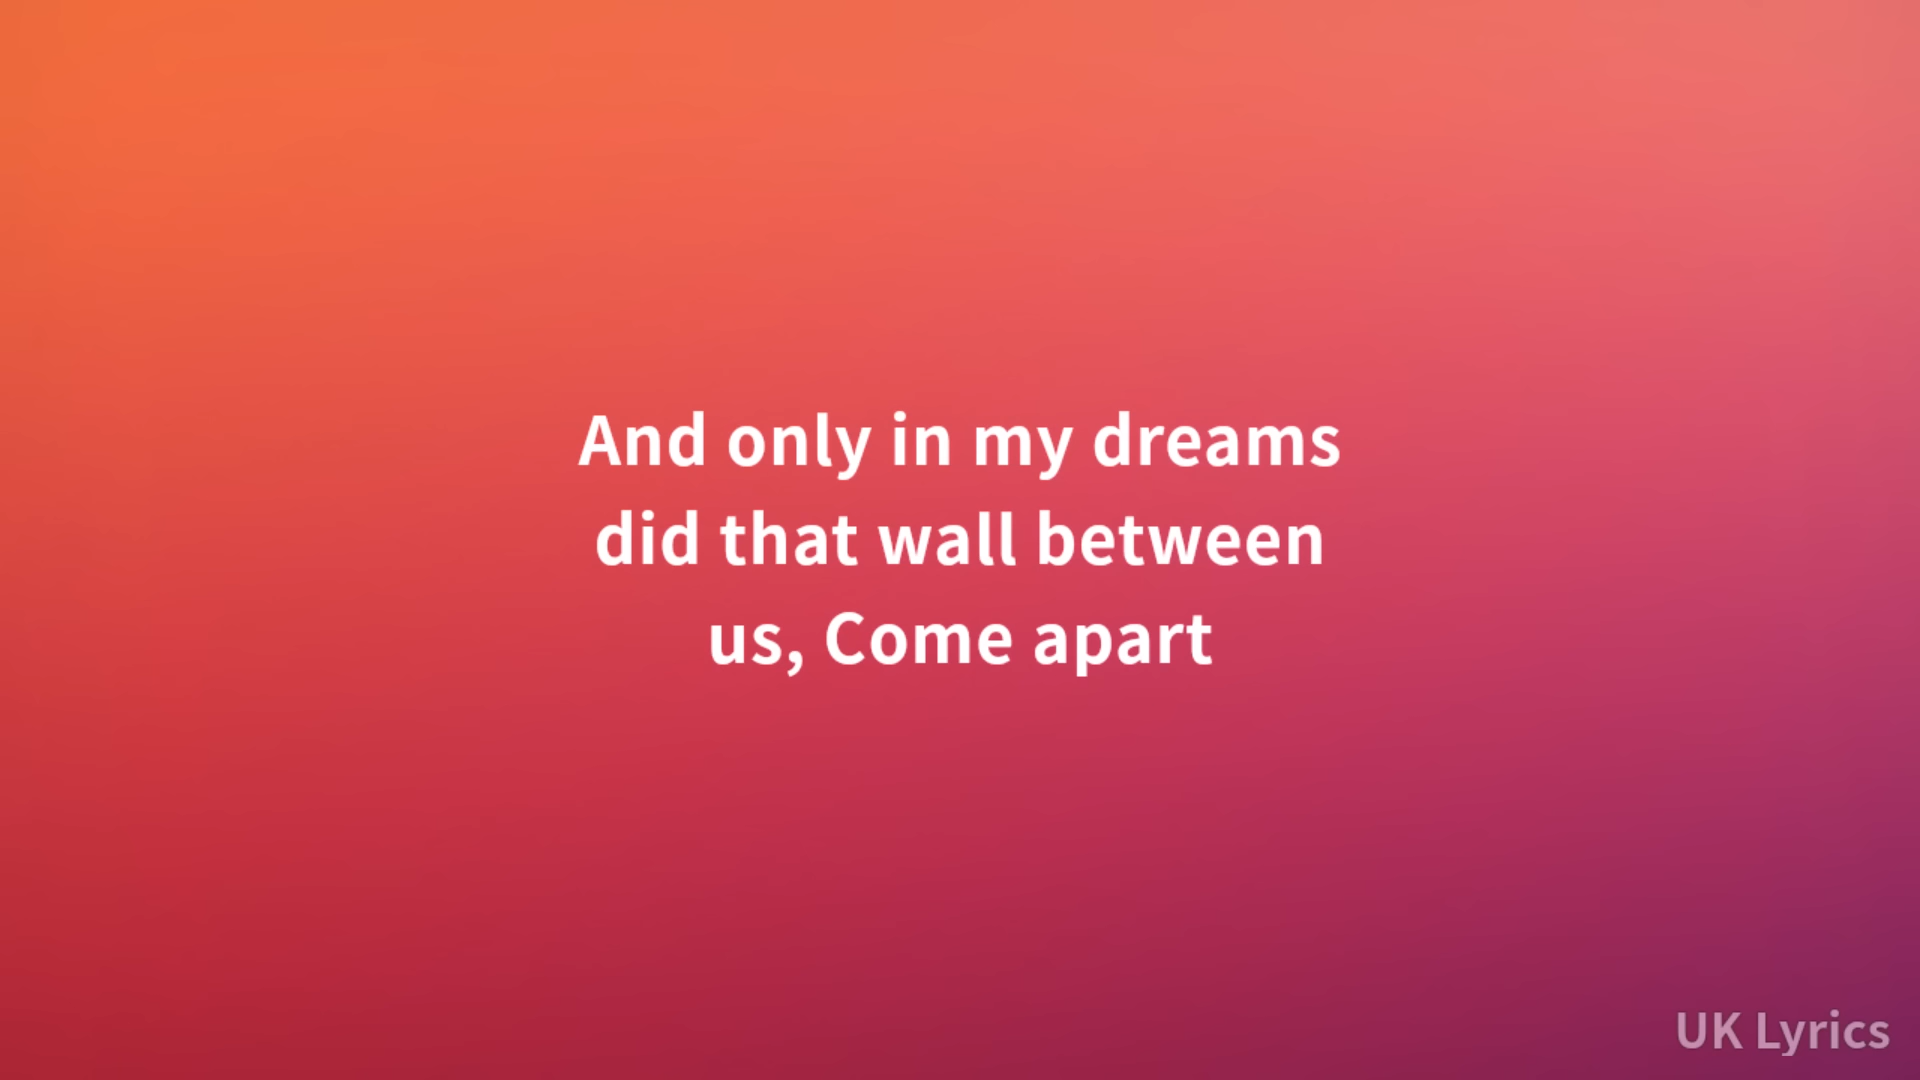 And only in my dreams
did that wall between
us, Come apart
UK Lyrics